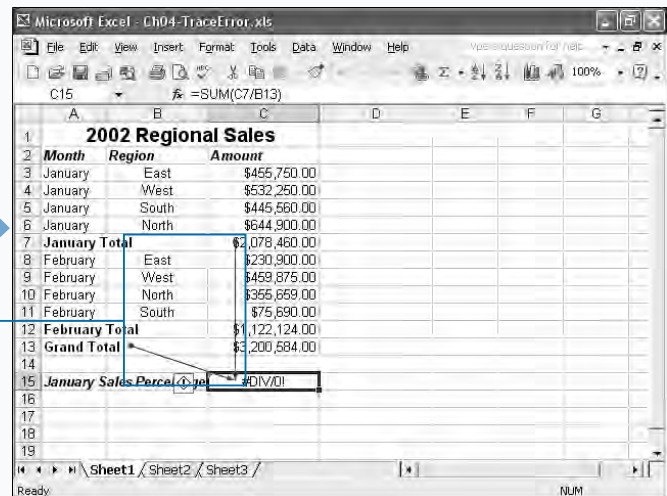 Microsoft Excel - Ch04-TraceError.xls
File Edit View Insert Format Tools Data Window Help
100%
C15 fx =SUM(C7/B13)
A B C D E F G
1 2002 Regional Sales
2 Month Region Amount
3 January East $455,750.00
4 January West $532,250.00
5 January South $445,560.00
6 January North $644,900.00
7 January Total $2,078,460.00
8 February East $230,900.00
9 February West $459,875.00
10 February North $355,659.00
11 February South $75,690.00
12 February Total $1,122,124.00
13 Grand Total $3,200,584.00
14
15 January Sales #DIV/0!
16
17
18
19
Sheet1 / Sheet2 / Sheet3 /
Ready NUM